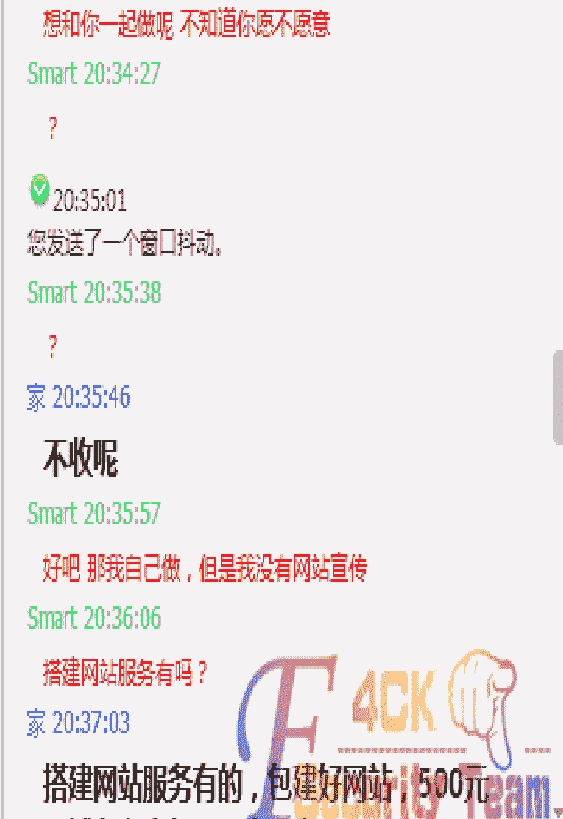 想和你一起做呢 不知道你愿不愿意
Smart 20:34:27
?
20:35:01
您发送了一个窗口抖动。
Smart 20:35:38
?
家 20:35:46
不收呢
Smart 20:35:57
好吧 那我自己做，但是我没有网站宣传
Smart 20:36:06
搭建网站服务有吗？
家 20:37:03
搭建网站服务有的，包建好网站，500元
F4CK
Security Team